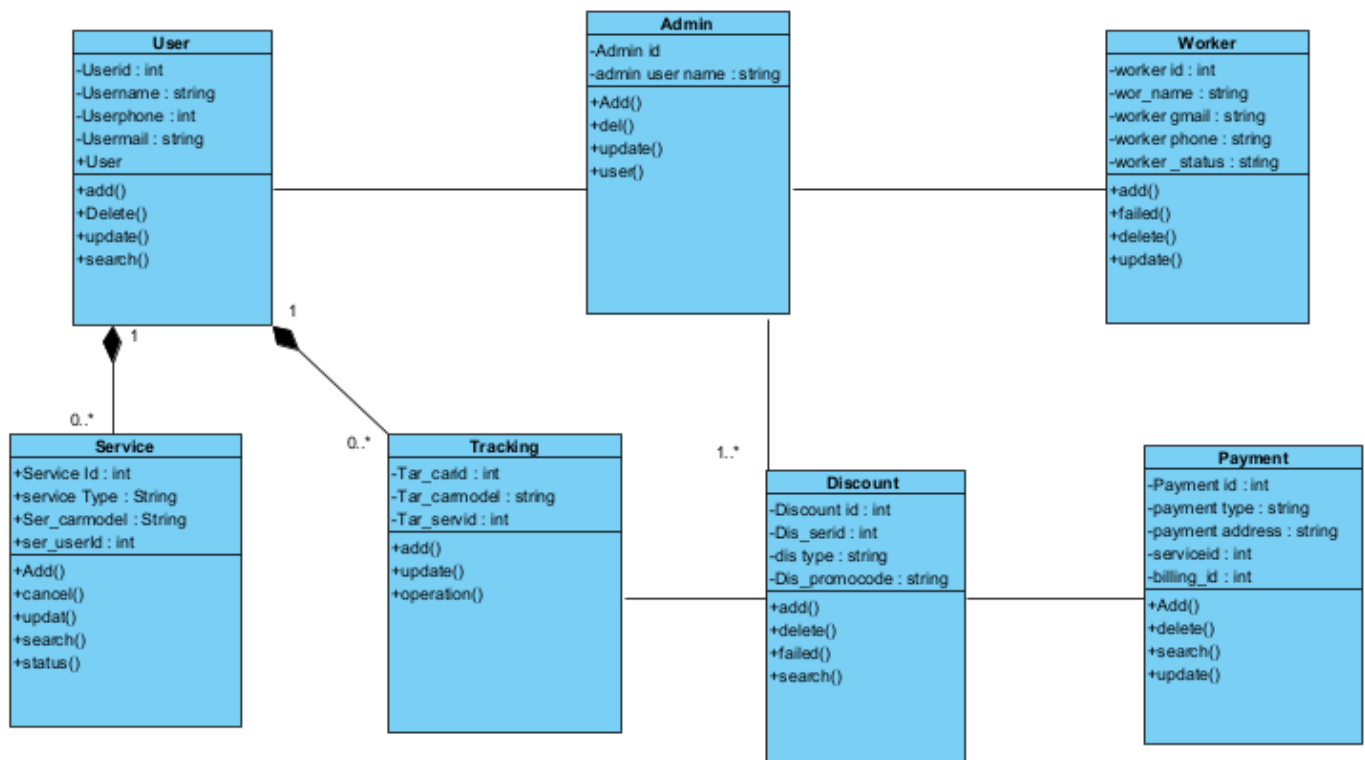 User
-Userid : int
-Username : string
-Userphone : int
-Usermail : string
+User
+add()
+Delete()
+update()
+search()
Admin
-Admin id
-admin user name : string
+Add()
+del()
+update()
+user()
Worker
-worker id : int
-wor_name : string
-worker gmail : string
-worker phone : string
-worker _status : string
+add()
+failed()
+delete()
+update()
1
1
0..*
0..*
1..*
Service
+Service Id : int
+service Type : String
+Ser_carmodel : String
+ser_userId : int
+Add()
+cancel()
+updat()
+search()
+status()
Tracking
-Tar_carid : int
-Tar_carmodel : string
-Tar_servid : int
+add()
+update()
+operation()
Discount
-Discount id : int
-Dis_serid : int
-dis type : string
-Dis_promocode : string
+add()
+delete()
+failed()
+search()
Payment
-Payment id : int
-payment type : string
-payment address : string
-serviceid : int
-billing_id : int
+Add()
+delete()
+search()
+update()